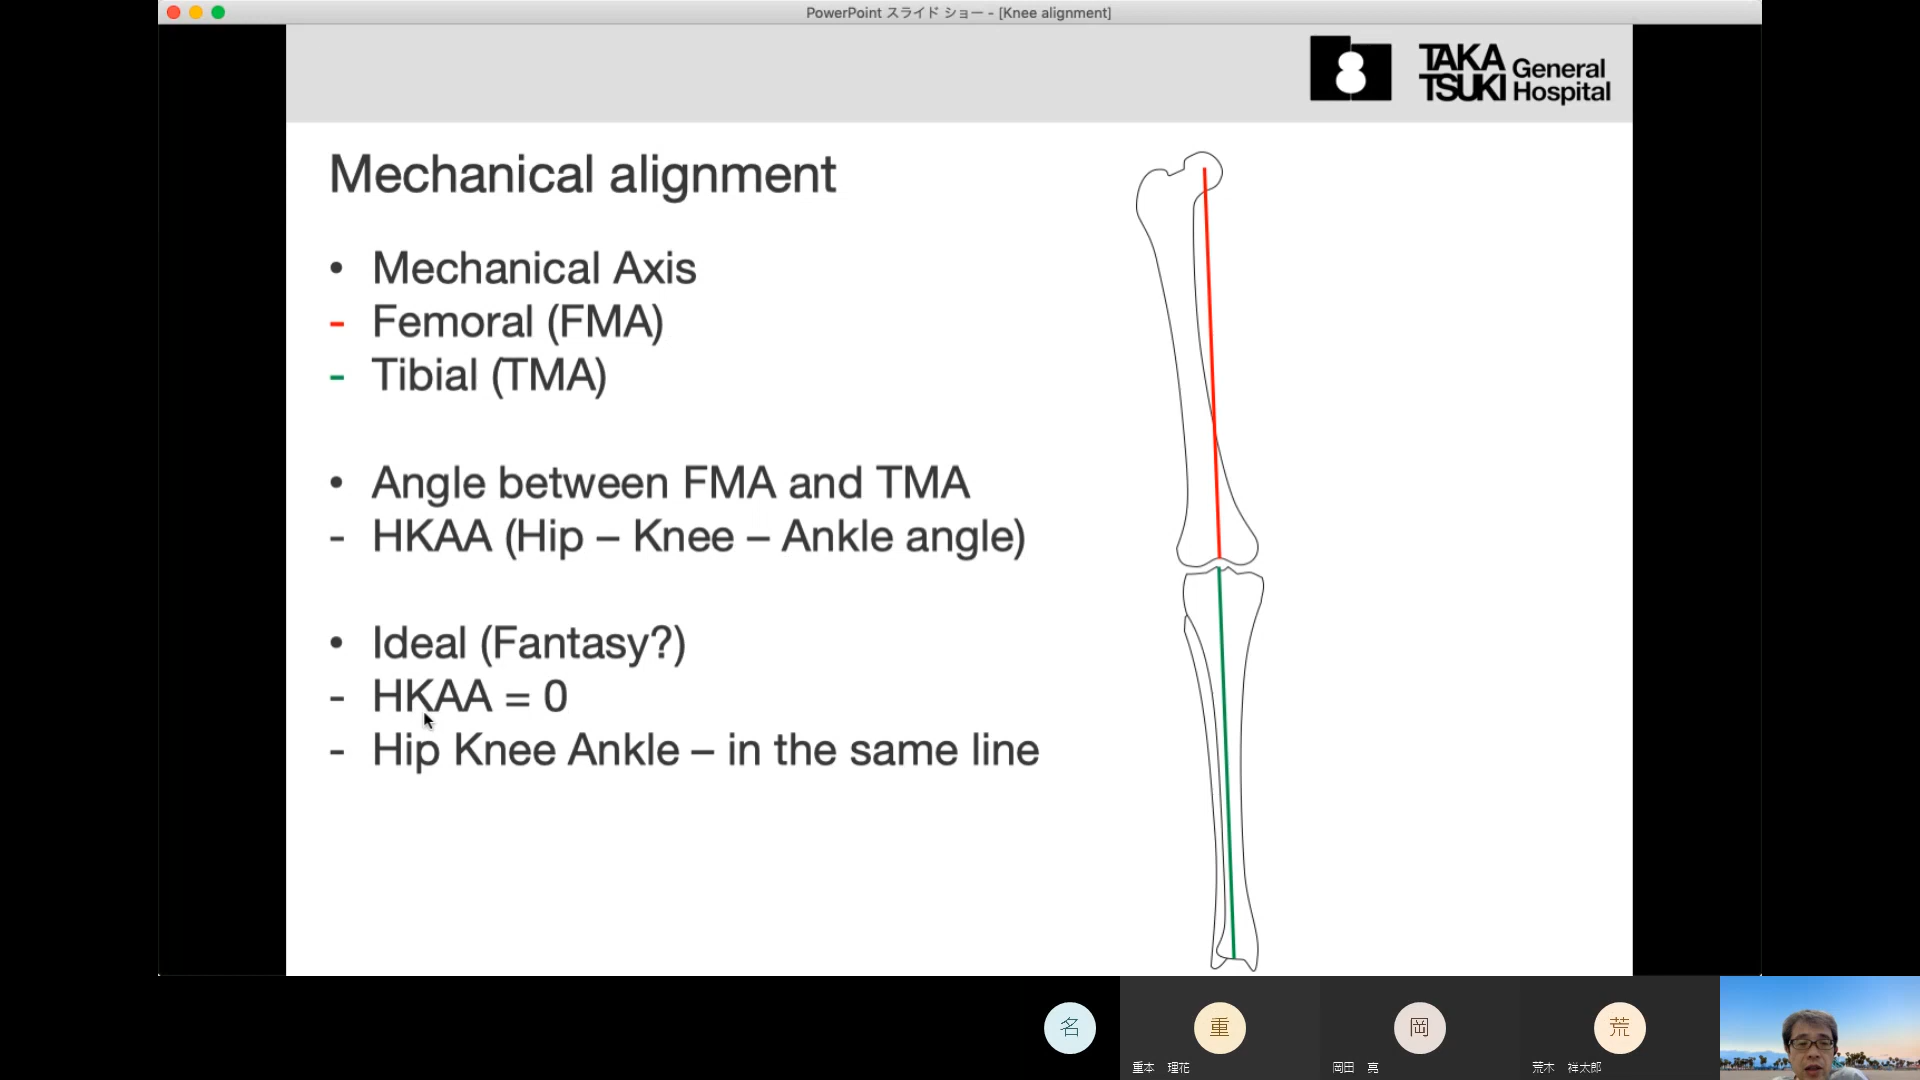 PowerPoint スライド ショー - [Knee alignment]
TAKA
TSUKI
General
Hospital
Mechanical alignment
• Mechanical Axis
- Femoral (FMA)
- Tibial (TMA)
• Angle between FMA and TMA
- HKAA (Hip – Knee – Ankle angle)
• Ideal (Fantasy?)
- HKAA = 0
- Hip Knee Ankle – in the same line
名
重
岡
荒
重本 理花
岡田 亮
荒木 祥太郎